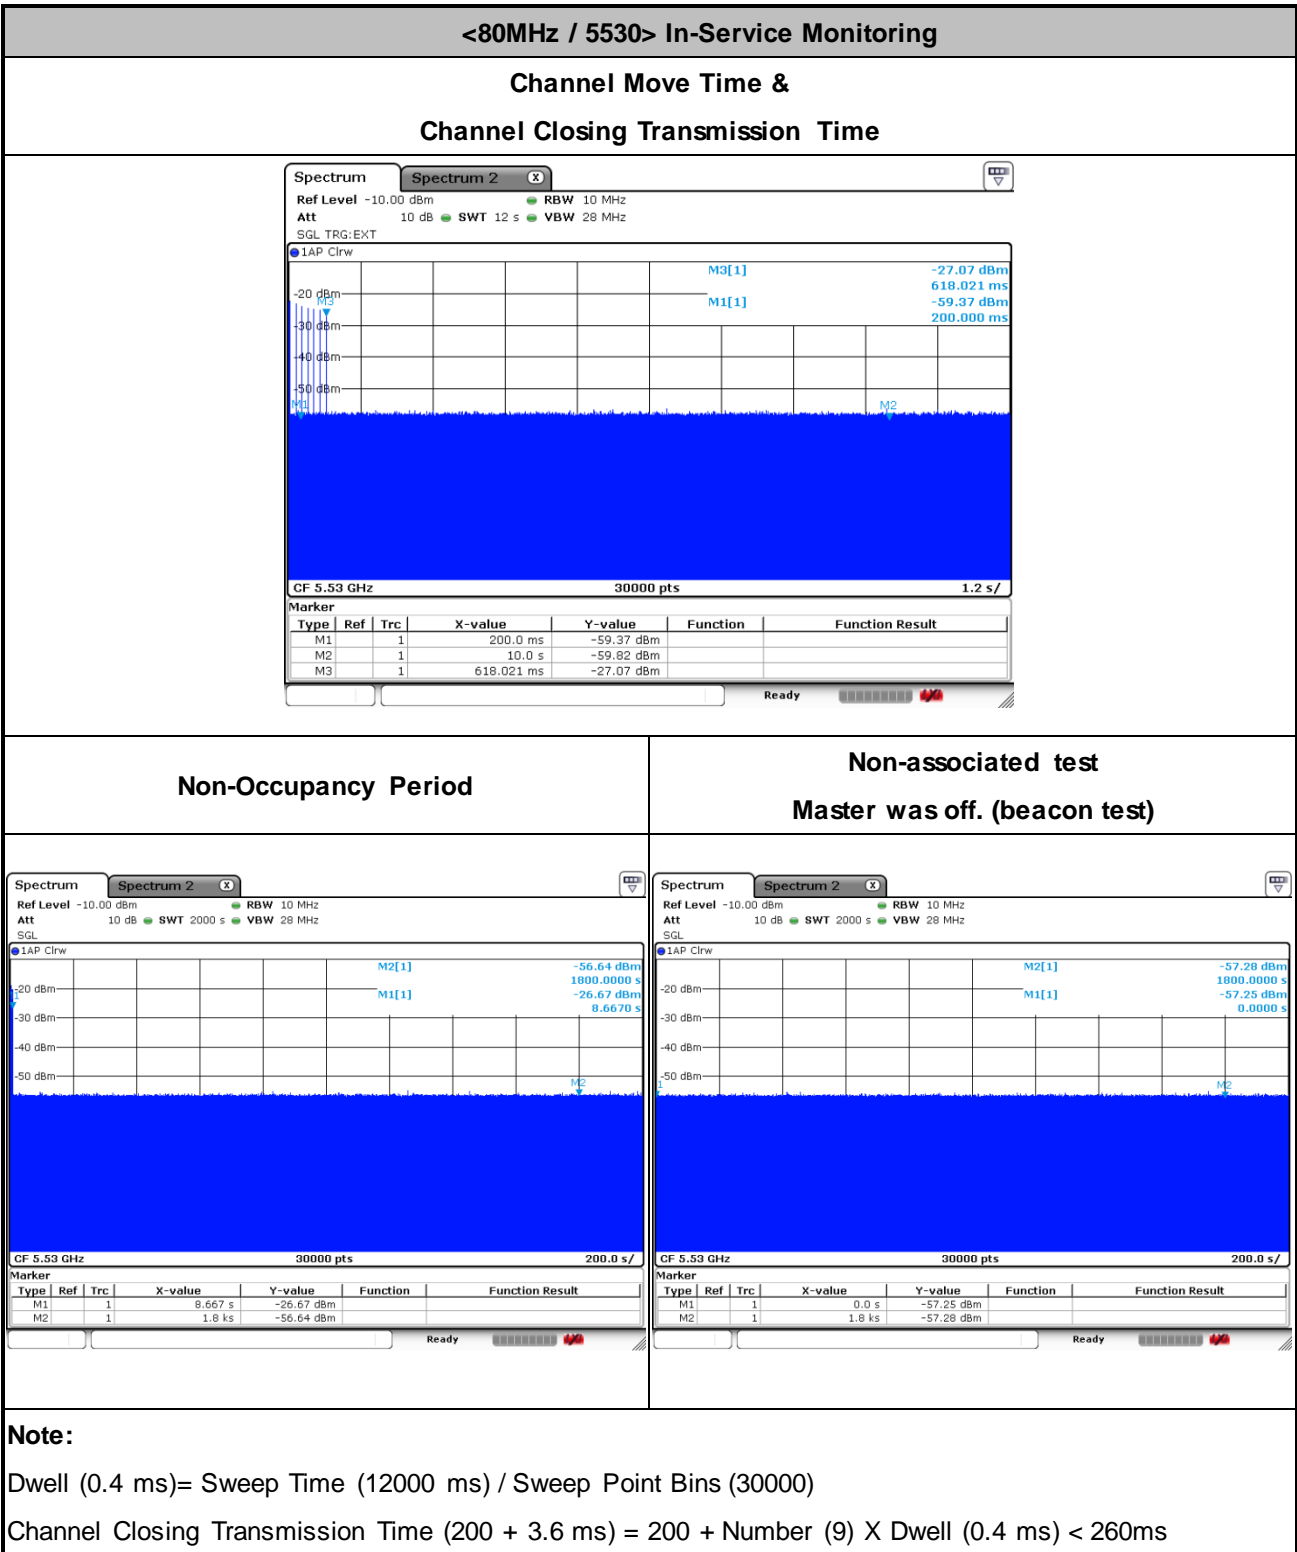 <80MHz / 5530> In-Service Monitoring
Channel Move Time &
Channel Closing Transmission Time
Spectrum Spectrum 2 X
Ref Level -10.00 dBm RBW 10 MHz
Att 10 dB SWT 12 s VBW 28 MHz
SGL TRG:EXT
1AP Clrw
M3[1] -27.07 dBm
618.021 ms
-20 dBm
M3
M1[1] -59.37 dBm
200.000 ms
-30 dBm
-40 dBm
-50 dBm
M1 M2
CF 5.53 GHz 30000 pts 1.2 s/
Marker
Type Ref Trc X-value Y-value Function Function Result
M1 1 200.0 ms -59.37 dBm
M2 1 10.0 s -59.82 dBm
M3 1 618.021 ms -27.07 dBm
Ready
Non-Occupancy Period
Non-associated test
Master was off. (beacon test)
Spectrum Spectrum 2 X
Ref Level -10.00 dBm RBW 10 MHz
Att 10 dB SWT 2000 s VBW 28 MHz
SGL
1AP Clrw
M2[1] -56.64 dBm
1800.0000 s
-20 dBm
1
M1[1] -26.67 dBm
8.6670 s
-30 dBm
-40 dBm
-50 dBm
M2
CF 5.53 GHz 30000 pts 200.0 s/
Marker
Type Ref Trc X-value Y-value Function Function Result
M1 1 8.667 s -26.67 dBm
M2 1 1.8 ks -56.64 dBm
Ready
Spectrum Spectrum 2 X
Ref Level -10.00 dBm RBW 10 MHz
Att 10 dB SWT 2000 s VBW 28 MHz
SGL
1AP Clrw
M2[1] -57.28 dBm
1800.0000 s
-20 dBm
M1[1] -57.25 dBm
0.0000 s
-30 dBm
-40 dBm
-50 dBm
1 M2
CF 5.53 GHz 30000 pts 200.0 s/
Marker
Type Ref Trc X-value Y-value Function Function Result
M1 1 0.0 s -57.25 dBm
M2 1 1.8 ks -57.28 dBm
Ready
Note:
Dwell (0.4 ms)= Sweep Time (12000 ms) / Sweep Point Bins (30000)
Channel Closing Transmission Time (200 + 3.6 ms) = 200 + Number (9) X Dwell (0.4 ms) < 260ms